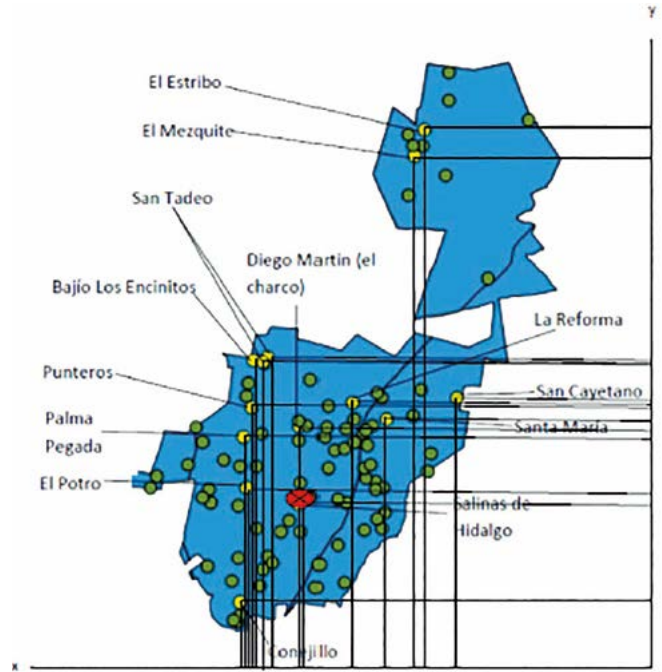 y
El Estribo
El Mezquite
San Tadeo
Diego Martin (el
charco)
Bajío Los Encinitos
La Reforma
Punteros
San Cayetano
Palma
Pegada
Santa María
El Potro
Salinas de
Hidalgo
Conejillo
x